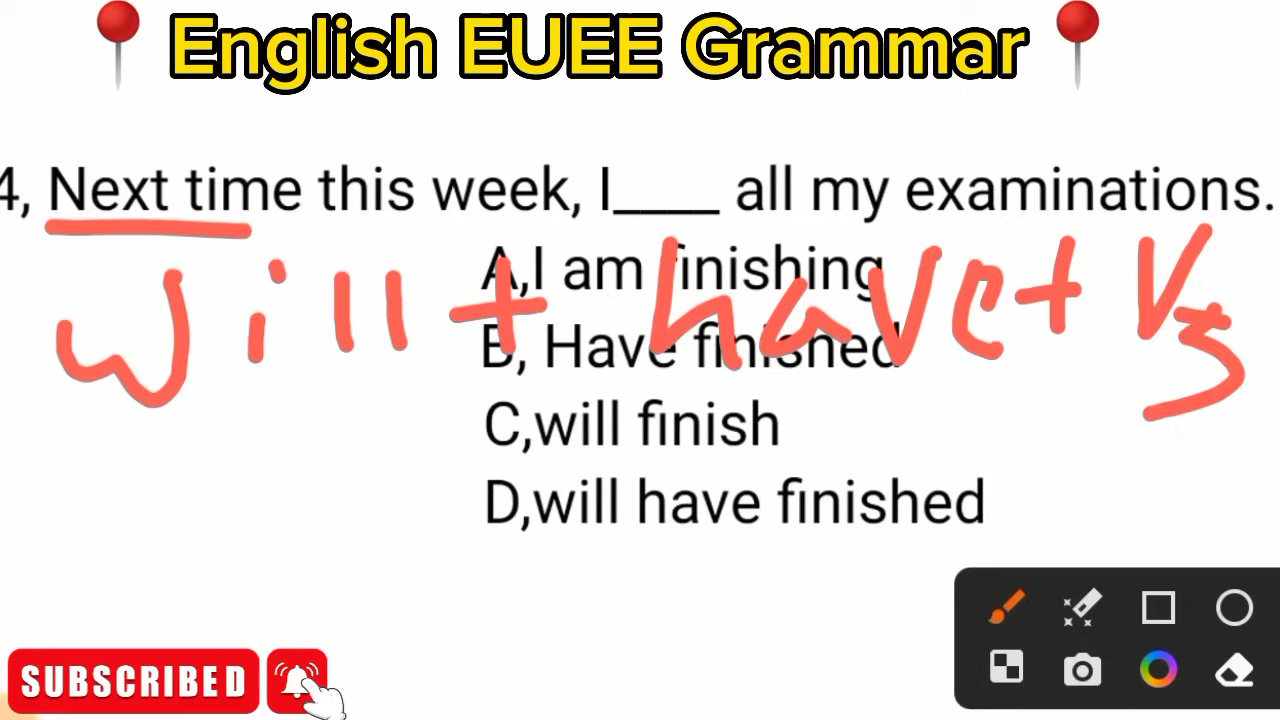 English EUEE Grammar
4, Next time this week, I____ all my examinations.
will + have + V3
A,I am finishing
B, Have finished
C,will finish
D,will have finished
SUBSCRIBED